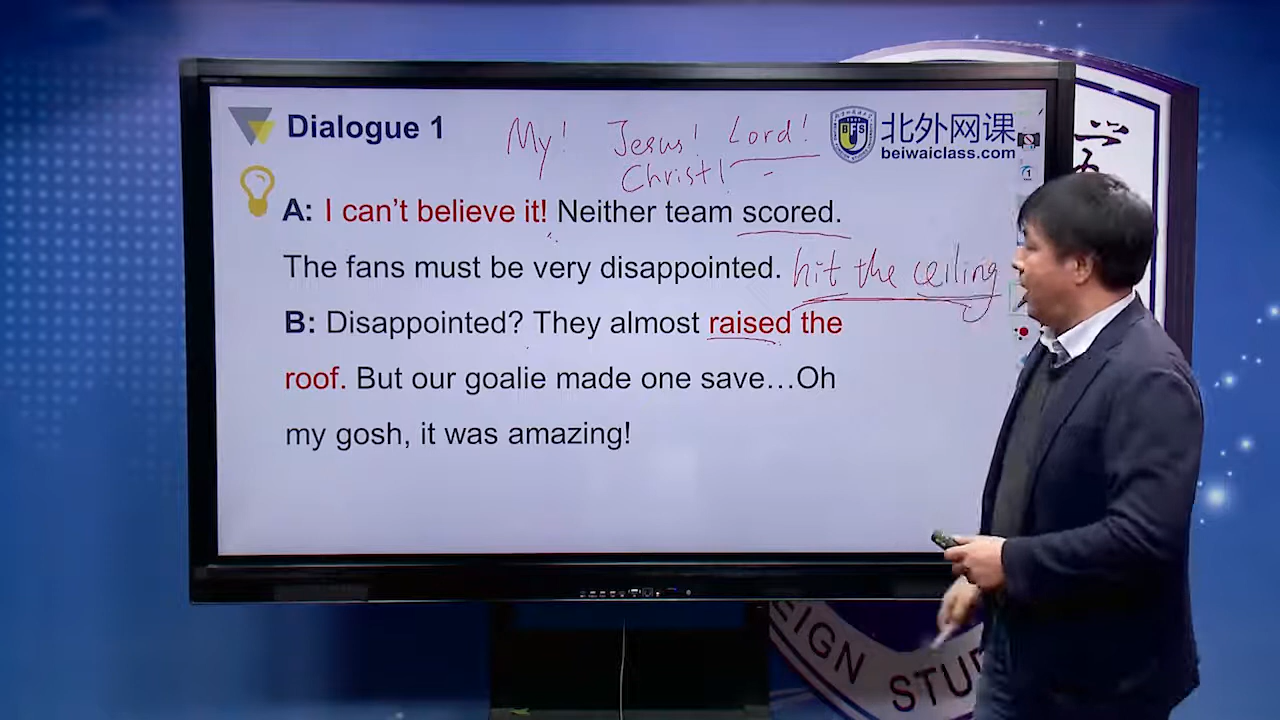 Dialogue 1
My! Jesus! Lord!
Christ!
北外网课
beiwaiclass.com
A: I can't believe it! Neither team scored.
The fans must be very disappointed. hit the ceiling
B: Disappointed? They almost raised the
roof. But our goalie made one save…Oh
my gosh, it was amazing!
EIGN STU